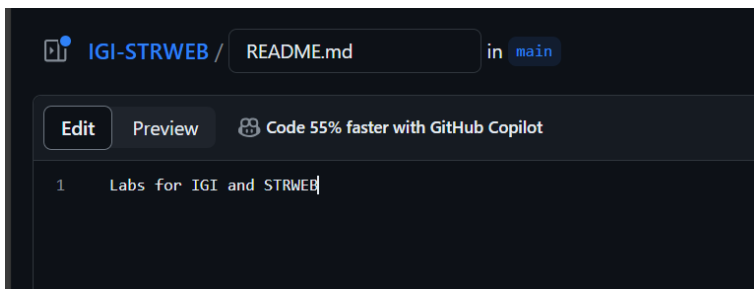 IGI-STRWEB / README.md in main
Edit Preview Code 55% faster with GitHub Copilot
1 Labs for IGI and STRWEB